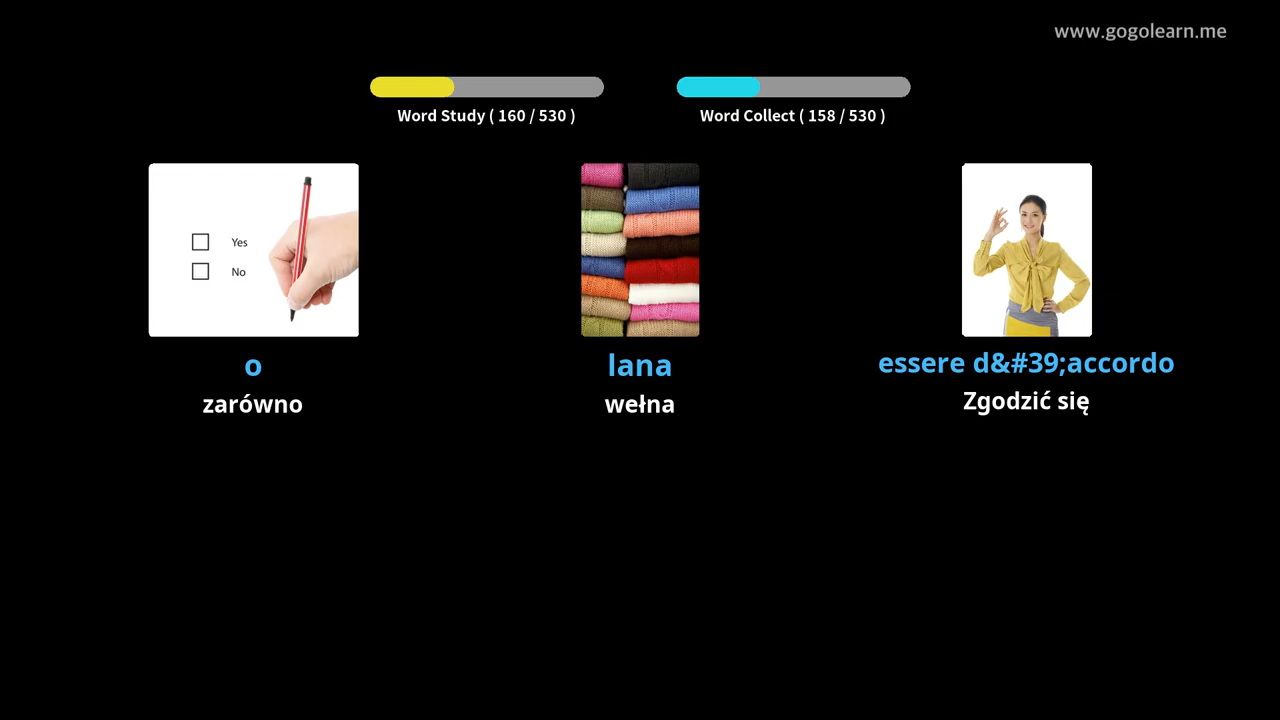 www.gogolearn.me
Word Study ( 160 / 530 )
Word Collect ( 158 / 530 )
Yes
No
o
lana
essere d&#39;accordo
zarówno
wełna
Zgodzić się